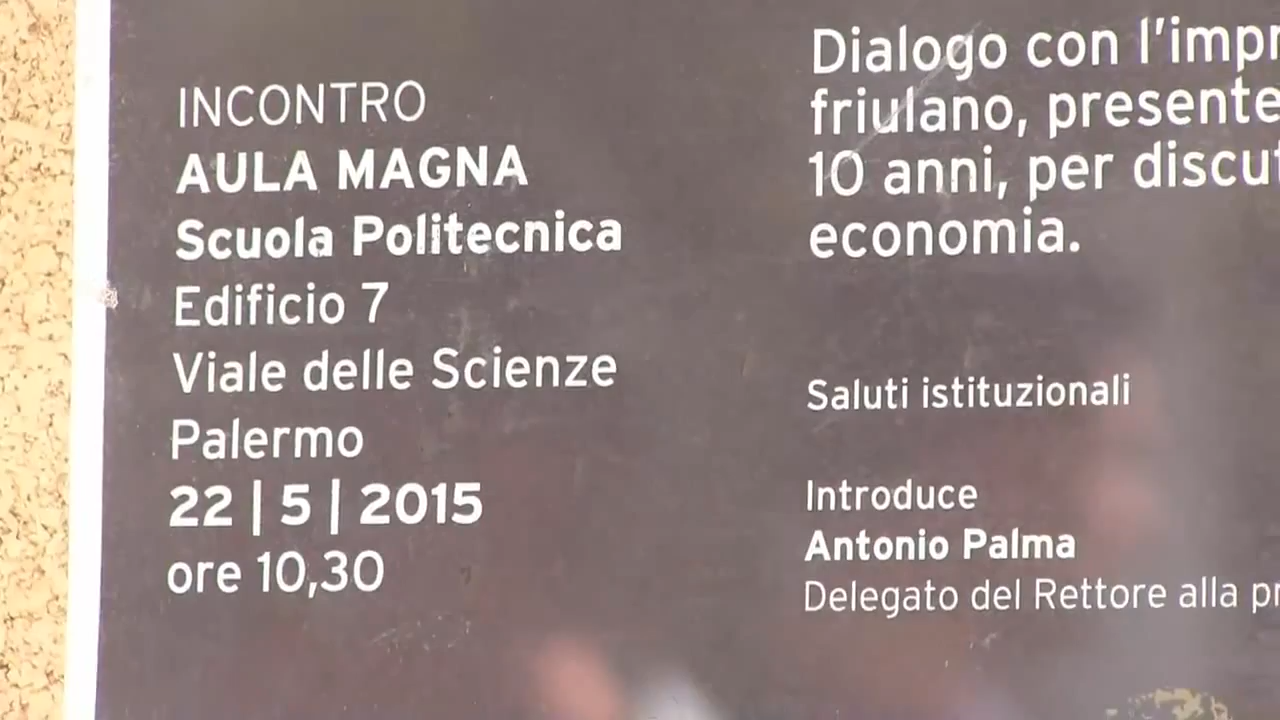 INCONTRO
AULA MAGNA
Scuola Politecnica
Edificio 7
Viale delle Scienze
Palermo
22 | 5 | 2015
ore 10,30
Dialogo con l'impr
friulano, presente
10 anni, per discut
economia.
Saluti istituzionali
Introduce
Antonio Palma
Delegato del Rettore alla pr